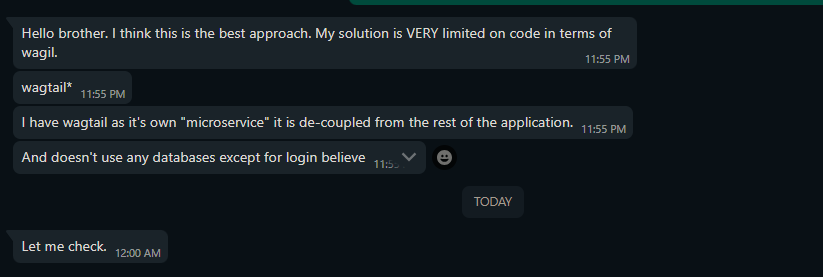 Hello brother. I think this is the best approach. My solution is VERY limited on code in terms of
wagil.
11:55 PM
wagtail* 11:55 PM
I have wagtail as it's own "microservice" it is de-coupled from the rest of the application. 11:55 PM
And doesn't use any databases except for login believe
TODAY
Let me check. 12:00 AM